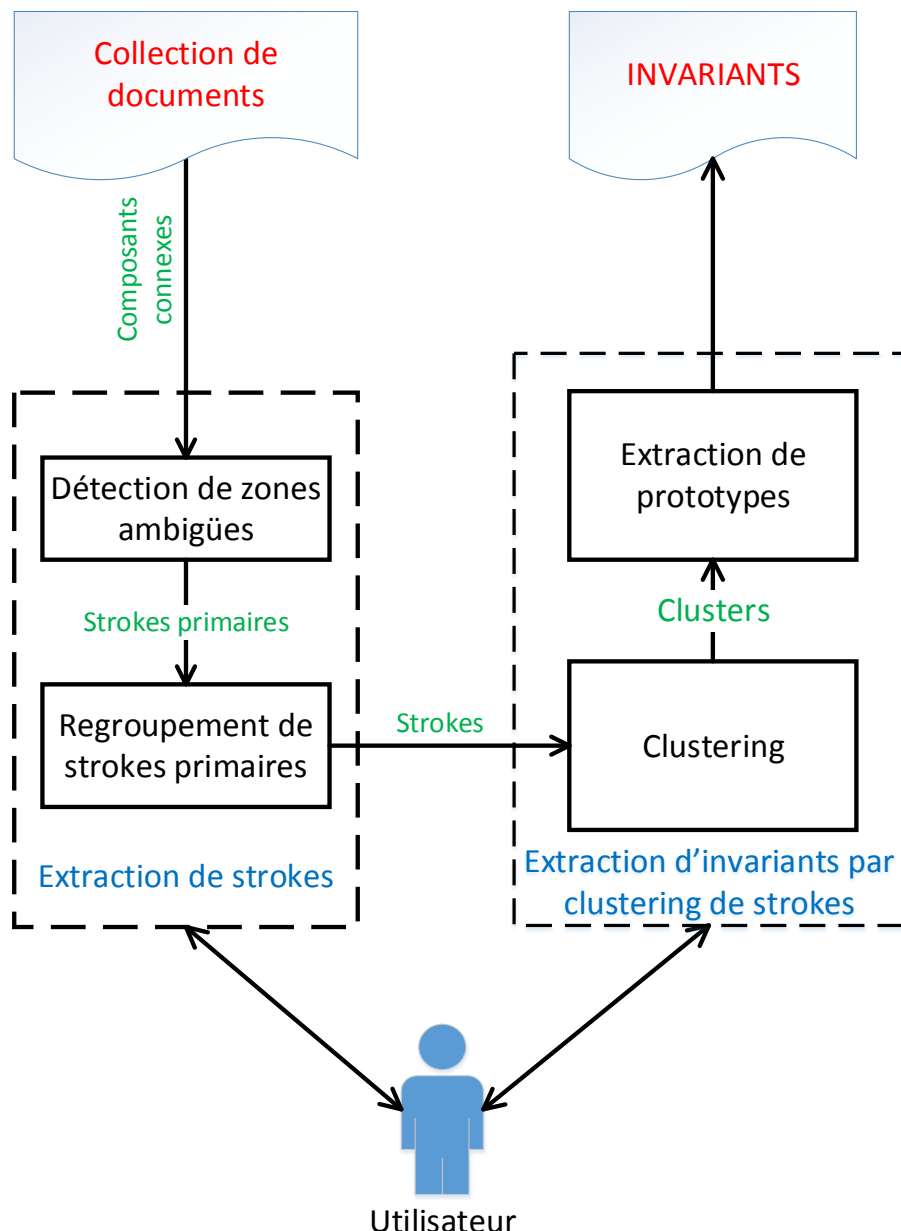 Collection de
documents
INVARIANTS
Composants
connexes
Détection de zones
ambigües
Strokes primaires
Regroupement de
strokes primaires
Extraction de strokes
Strokes
Extraction de
prototypes
Clusters
Clustering
Extraction d’invariants par
clustering de strokes
Utilisateur